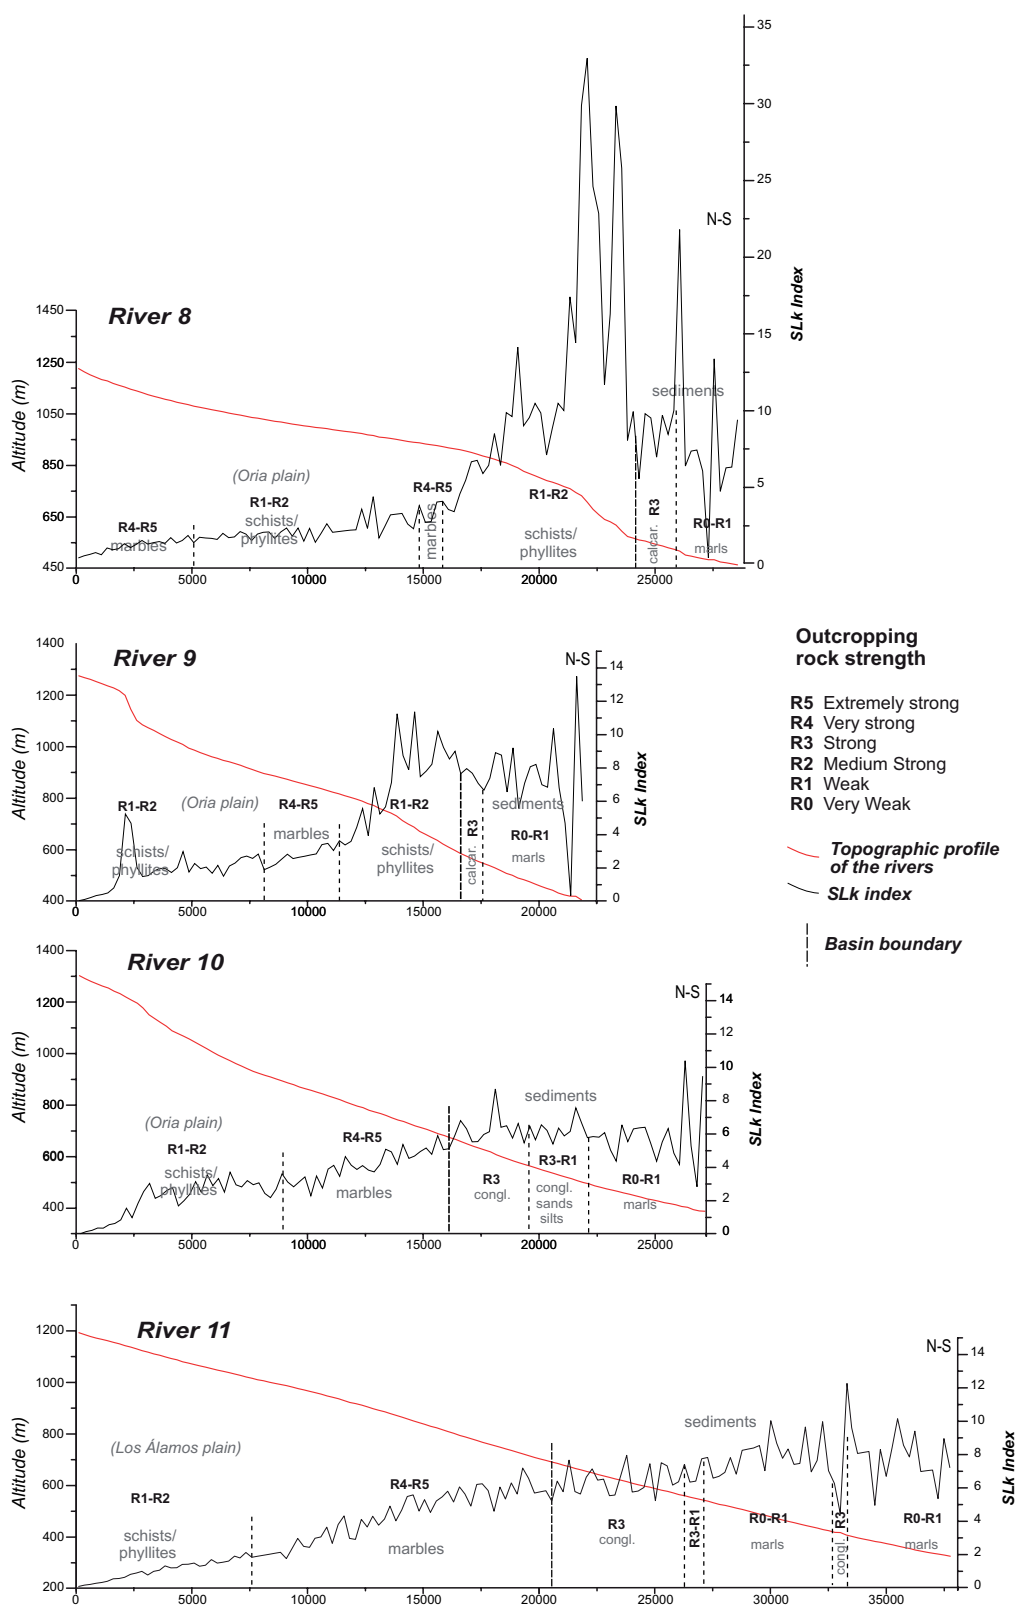 35
30
25
N-S
20
SLk Index
15
10
5
0
River 8
Altitude (m)
1450
1250
1050
850
650
450
sediments
(Oria plain)
R4-R5
R1-R2
R4-R5
marbles
R1-R2
schists/
phyllites
marbles
schists/
phyllites
calcar. R3
R0-R1
marls
0 5000 10000 15000 20000 25000
River 9
N-S
Altitude (m)
1400
1200
1000
800
600
400
14
12
10
8
6
4
2
0
SLk Index
R1-R2
(Oria plain)
R4-R5
R1-R2
sediments
marbles
schists/
phyllites
schists/
phyllites
calcar. R3
R0-R1
marls
0 5000 10000 15000 20000
Outcropping
rock strength
R5 Extremely strong
R4 Very strong
R3 Strong
R2 Medium Strong
R1 Weak
R0 Very Weak
Topographic profile
of the rivers
SLk index
Basin boundary
River 10
N-S
Altitude (m)
1400
1200
1000
800
600
400
14
12
10
8
6
4
2
0
SLk Index
sediments
(Oria plain)
R1-R2
R4-R5
schists/
phyllites
marbles
R3
congl.
R3-R1
congl.
sands
silts
R0-R1
marls
0 5000 10000 15000 20000 25000
River 11
N-S
Altitude (m)
1200
1000
800
600
400
200
14
12
10
8
6
4
2
0
SLk Index
sediments
(Los Álamos plain)
R1-R2
R4-R5
schists/
phyllites
marbles
R3
congl.
R3-R1
R0-R1
marls
congl. R3
R0-R1
marls
0 5000 10000 15000 20000 25000 30000 35000